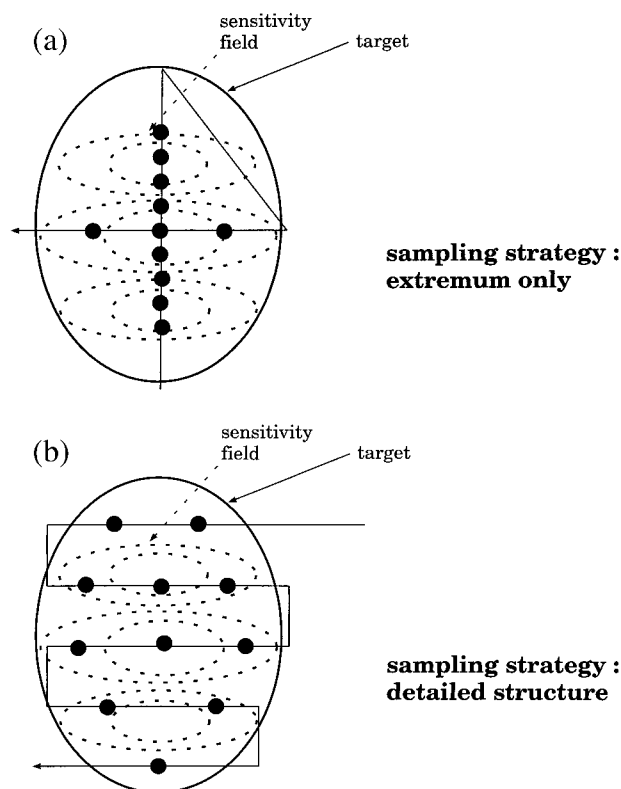 (a)
sensitivity
field
target
sampling strategy :
extremum only
(b)
sensitivity
field
target
sampling strategy :
detailed structure